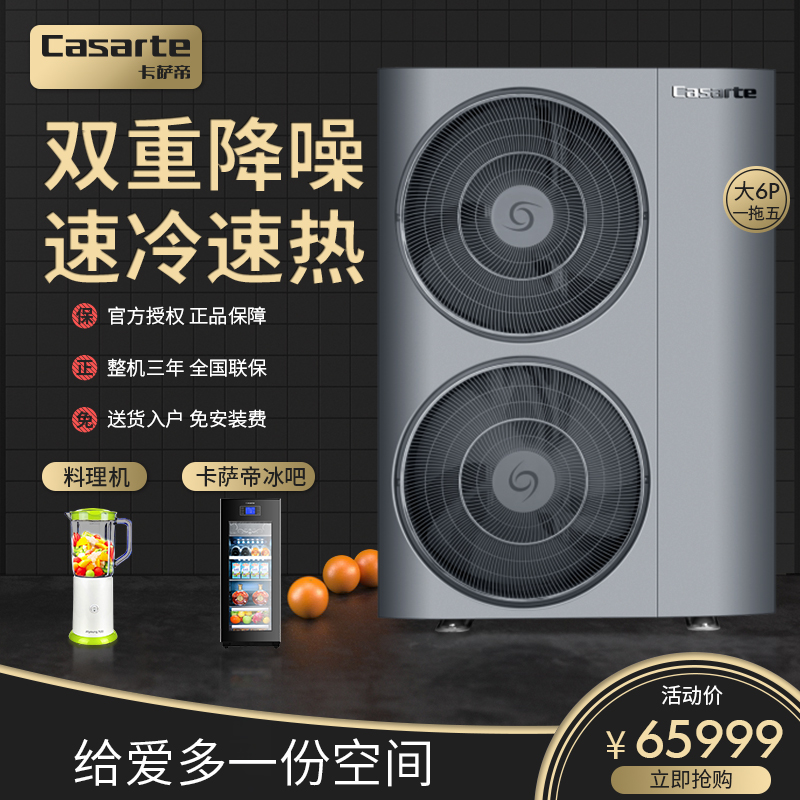 Casarte
卡萨帝
Casarte
双重降噪
速冷速热
大6P
一拖五
保 官方授权 正品保障
正 整机三年 全国联保
免 送货入户 免安装费
料理机
卡萨帝冰吧
活动价
¥65999
立即抢购
给爱多一份空间